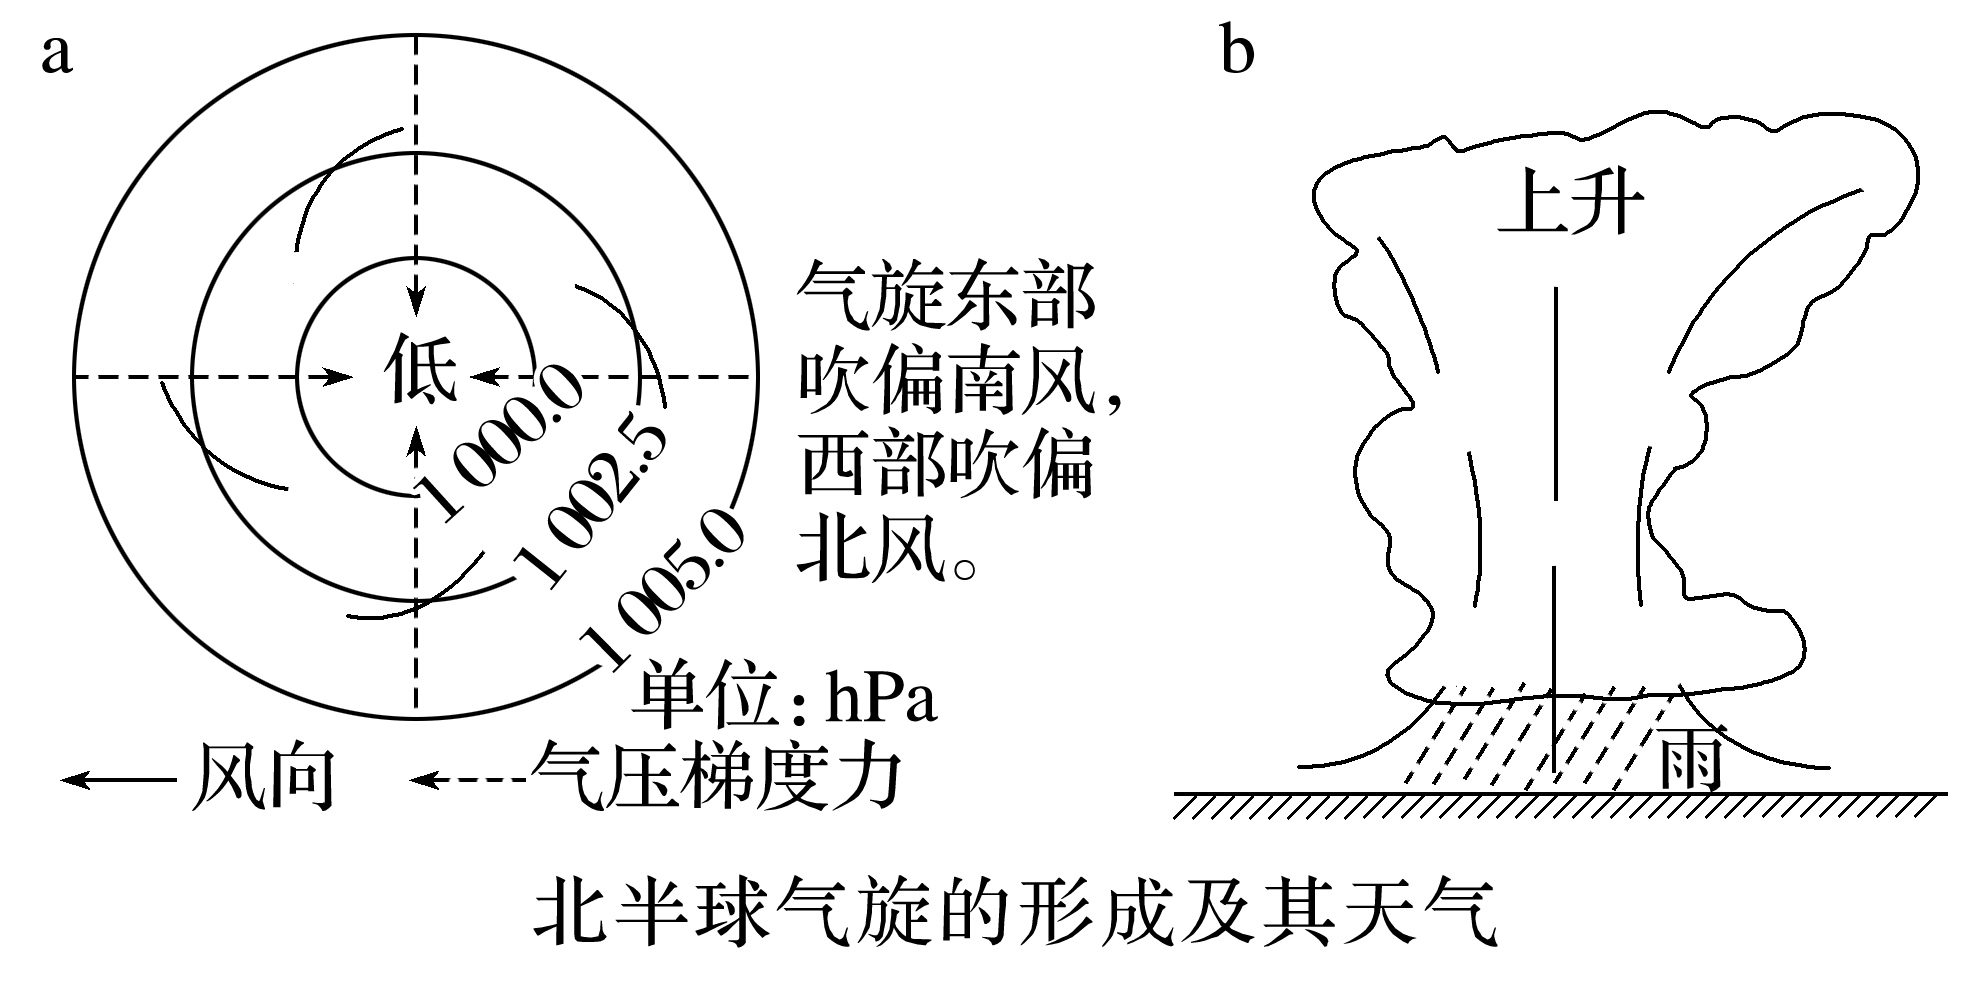 a
b
上升
气旋东部
吹偏南风，
西部吹偏
北风。
低
1 000.0
1 002.5
1 005.0
单位：hPa
风向
气压梯度力
雨
北半球气旋的形成及其天气